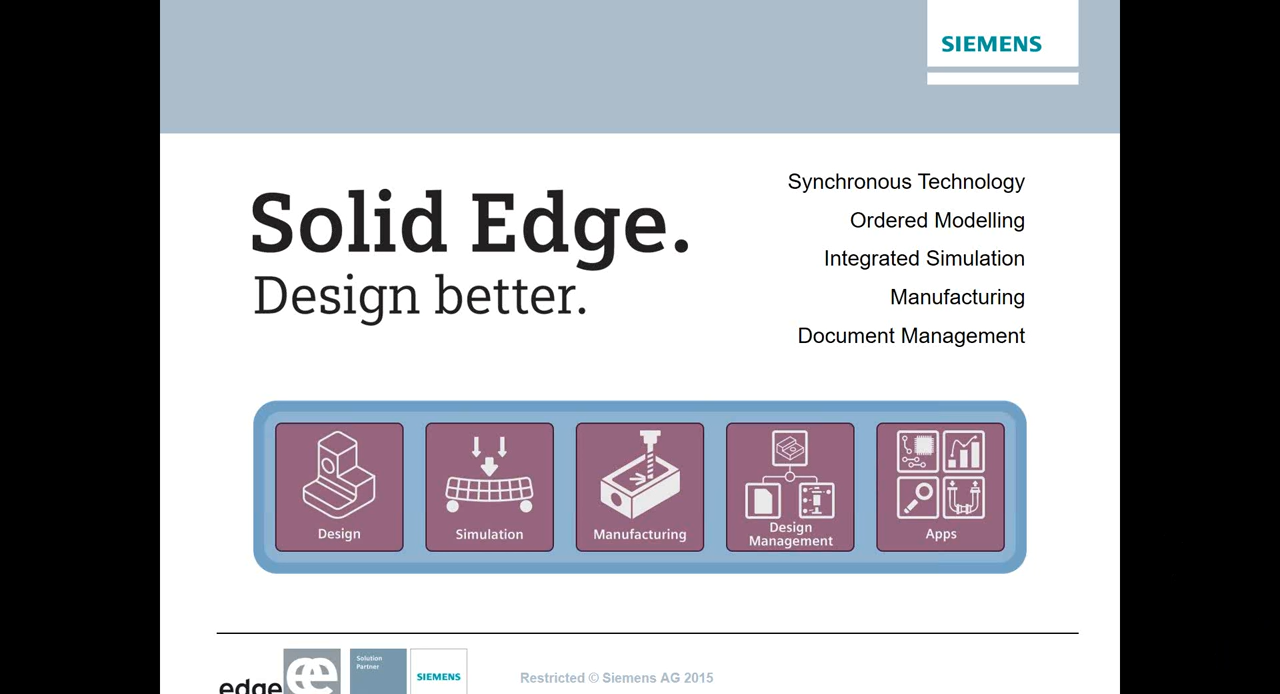 SIEMENS
Solid Edge.
Design better.
Synchronous Technology
Ordered Modelling
Integrated Simulation
Manufacturing
Document Management
Design
Simulation
Manufacturing
Design
Management
Apps
edge
ee
Solution
Partner
SIEMENS
Restricted © Siemens AG 2015